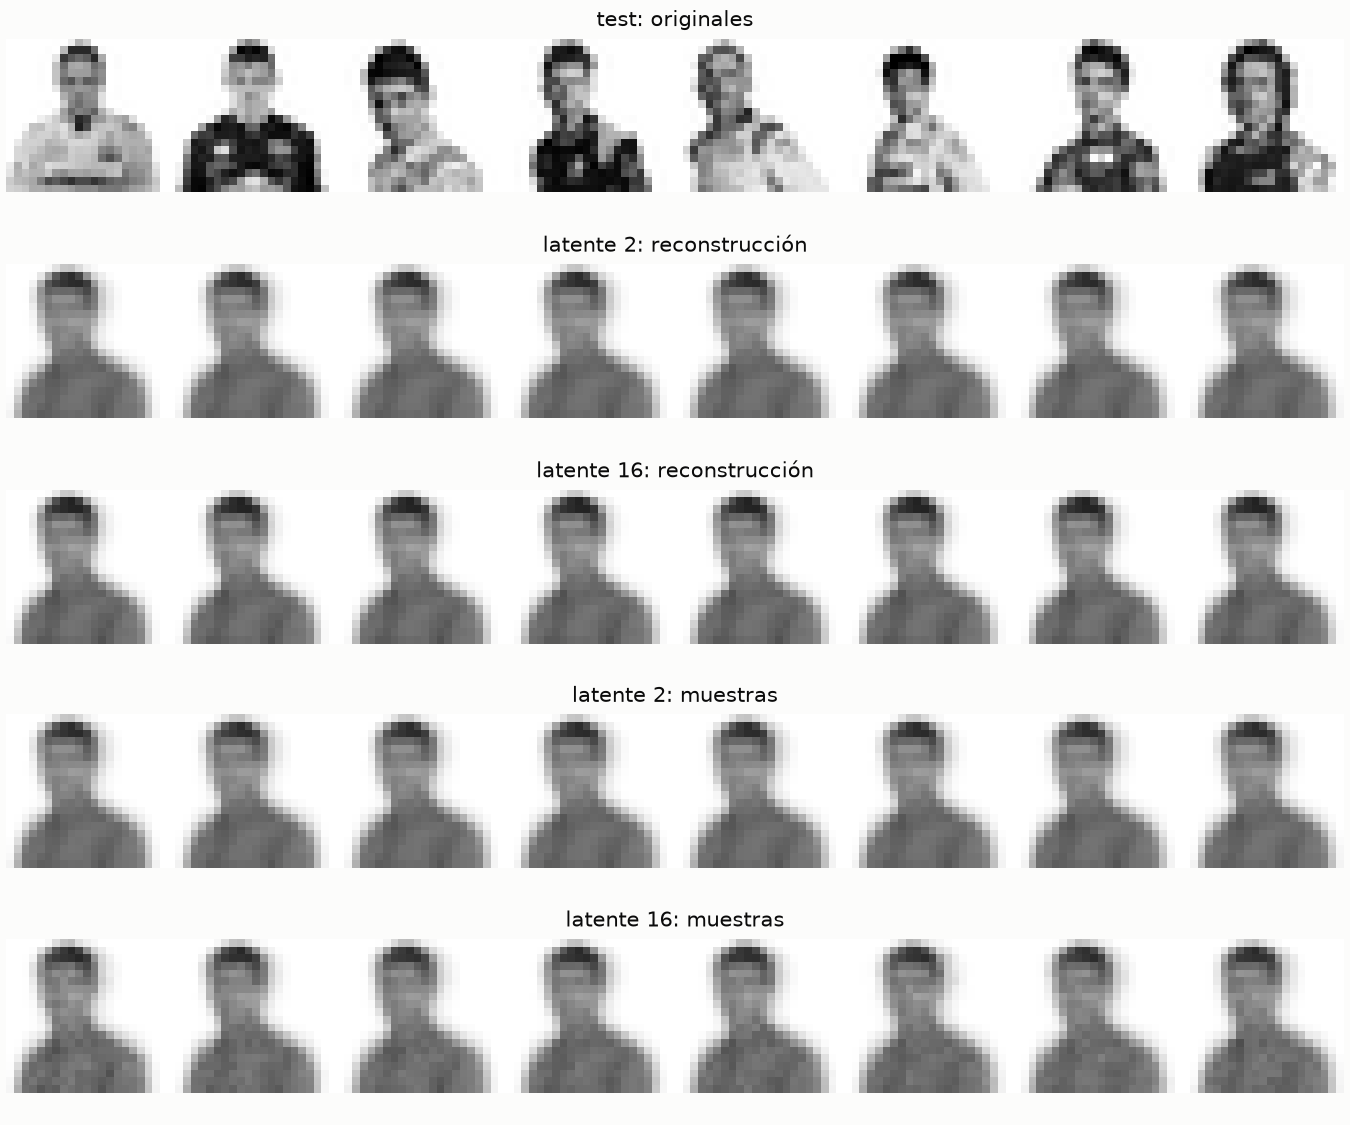 test: originales
latente 2: reconstrucción
latente 16: reconstrucción
latente 2: muestras
latente 16: muestras